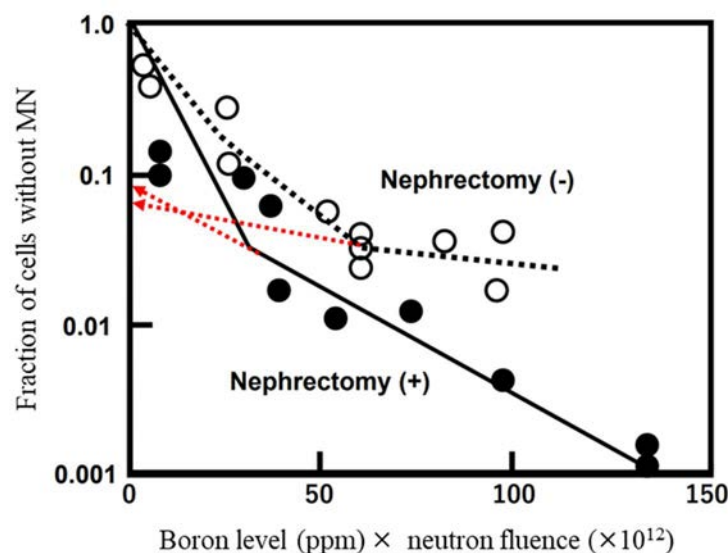 1.0
0.1
0.01
0.001
Fraction of cells without MN
Nephrectomy (-)
Nephrectomy (+)
0 50 100 150
Boron level (ppm) × neutron fluence (×10¹²)